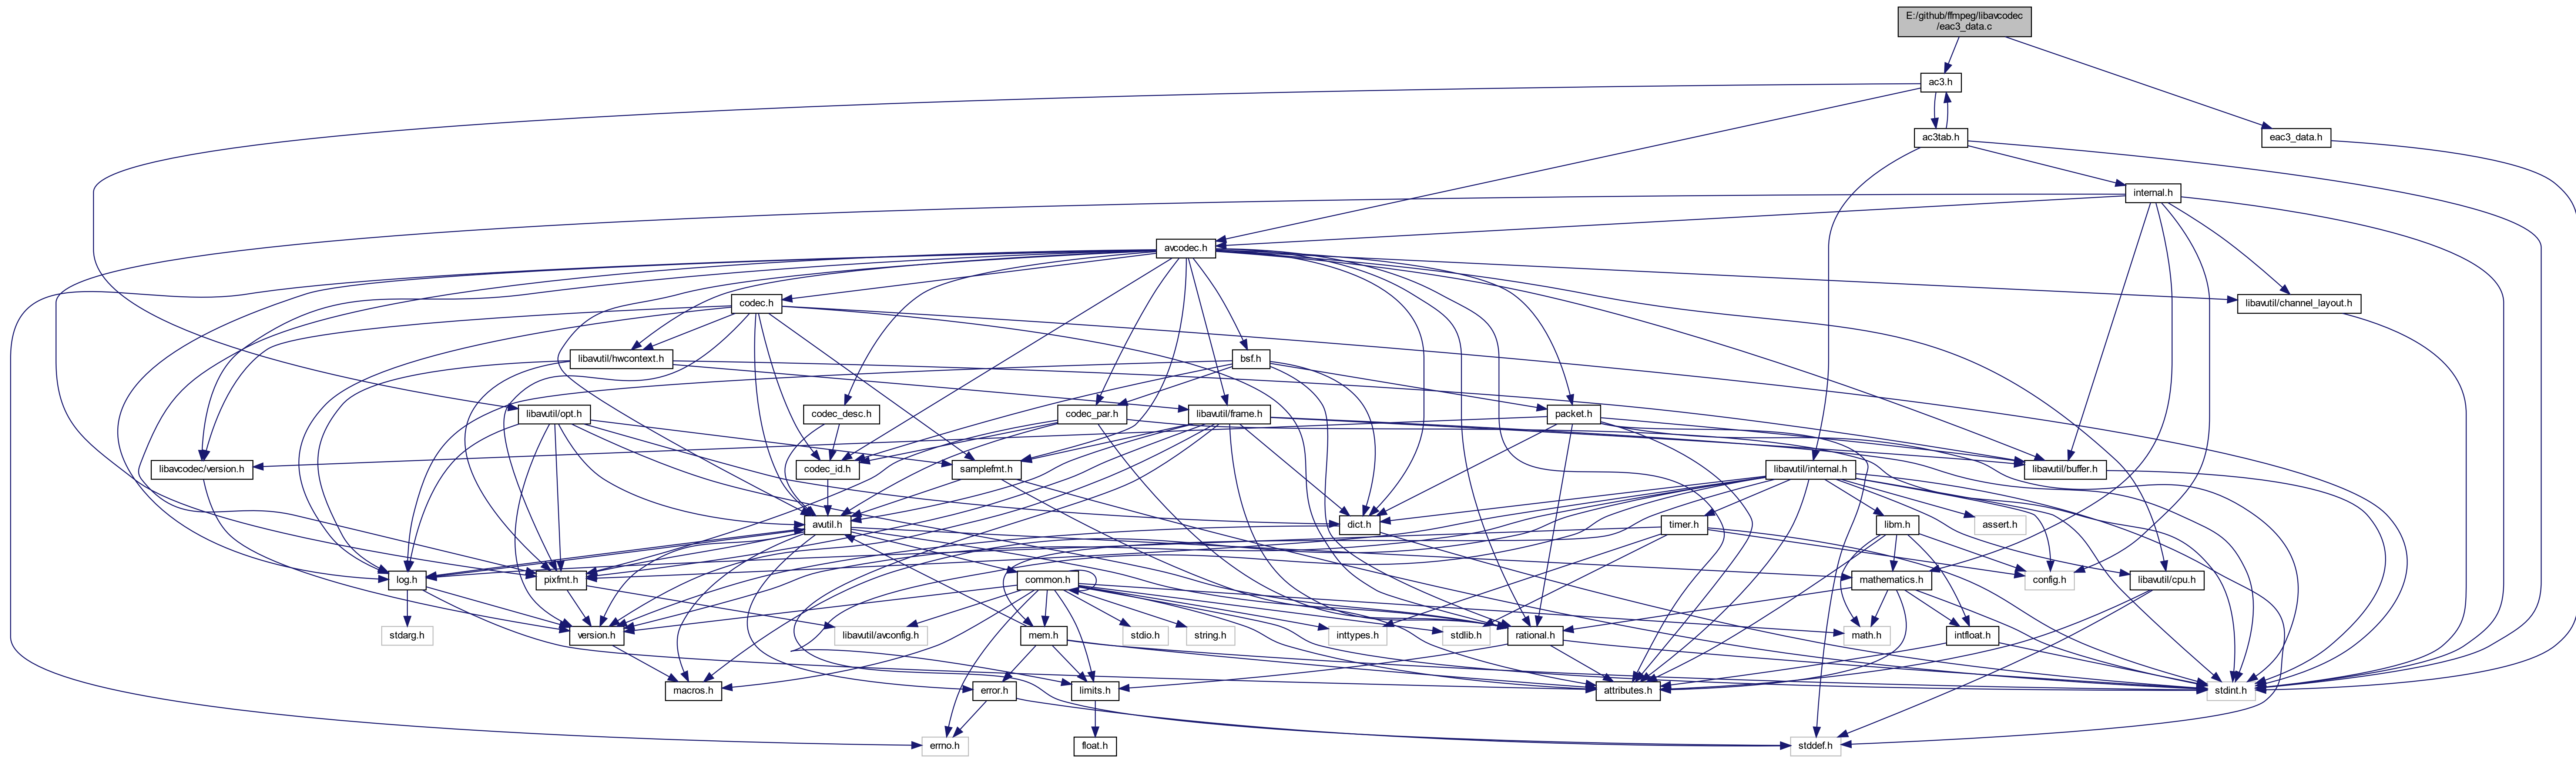 E:/github/ffmpeg/libavcodec
/eac3_data.c
ac3.h
ac3tab.h
eac3_data.h
internal.h
avcodec.h
codec.h
libavutil/channel_layout.h
libavutil/hwcontext.h
bsf.h
libavutil/opt.h
codec_desc.h
codec_par.h
libavutil/frame.h
packet.h
libavcodec/version.h
codec_id.h
samplefmt.h
libavutil/internal.h
libavutil/buffer.h
avutil.h
dict.h
timer.h
libm.h
assert.h
log.h
pixfmt.h
common.h
mathematics.h
config.h
libavutil/cpu.h
stdarg.h
version.h
libavutil/avconfig.h
mem.h
stdio.h
string.h
inttypes.h
stdlib.h
rational.h
math.h
intfloat.h
macros.h
error.h
limits.h
attributes.h
stdint.h
errno.h
float.h
stddef.h